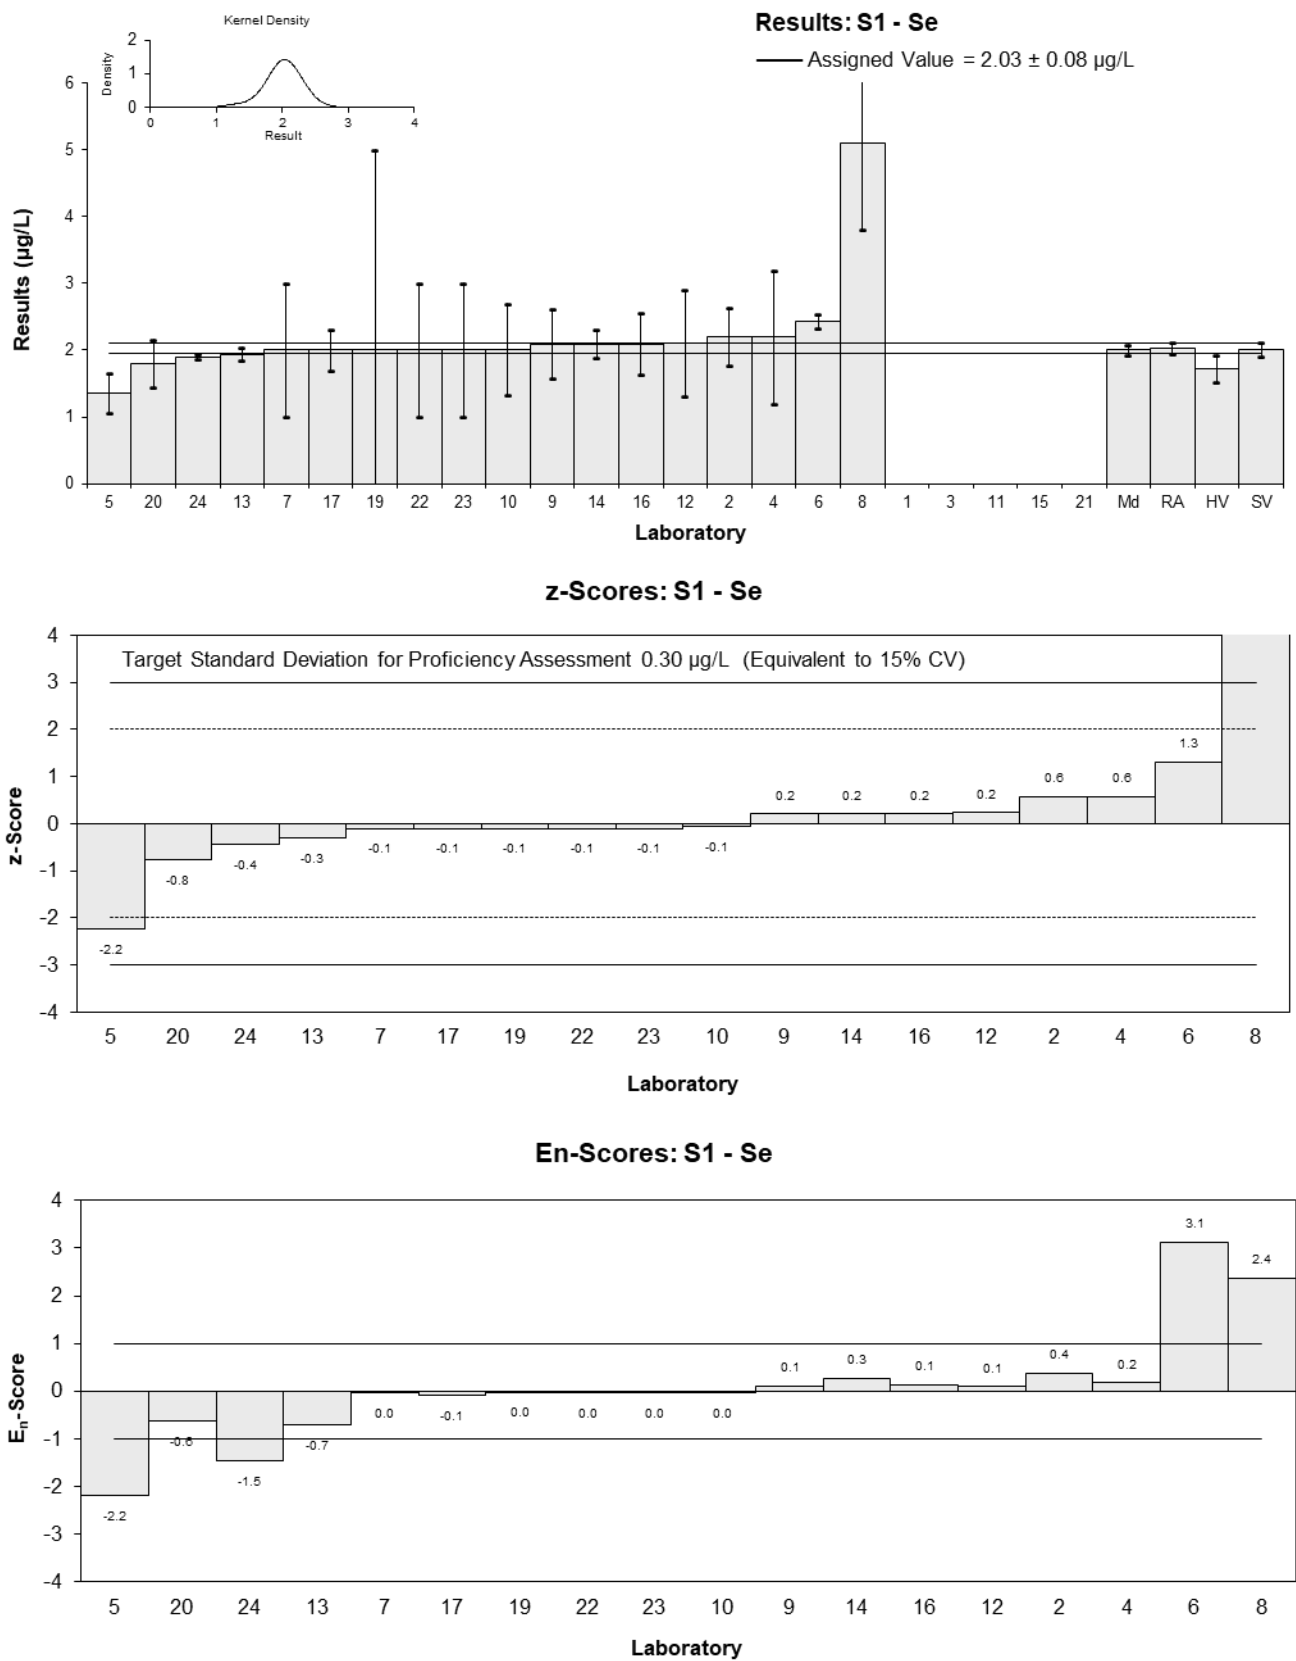 Kernel Density
Density
2
1
0
0 1 2 3 4
Result
Results: S1 - Se
Assigned Value = 2.03 ± 0.08 µg/L
Results (µg/L)
6
5
4
3
2
1
0
5 20 24 13 7 17 19 22 23 10 9 14 16 12 2 4 6 8 1 3 11 15 21 Md RA HV SV
Laboratory
z-Scores: S1 - Se
Target Standard Deviation for Proficiency Assessment 0.30 µg/L (Equivalent to 15% CV)
z-Score
4
3
2
1
0
-1
-2
-3
-4
-2.2 -0.8 -0.4 -0.3 -0.1 -0.1 -0.1 -0.1 -0.1 -0.1 0.2 0.2 0.2 0.2 0.6 0.6 1.3
5 20 24 13 7 17 19 22 23 10 9 14 16 12 2 4 6 8
Laboratory
En-Scores: S1 - Se
En-Score
4
3
2
1
0
-1
-2
-3
-4
-2.2 -0.6 -1.5 -0.7 0.0 -0.1 0.0 0.0 0.0 0.0 0.1 0.3 0.1 0.1 0.4 0.2 3.1 2.4
5 20 24 13 7 17 19 22 23 10 9 14 16 12 2 4 6 8
Laboratory